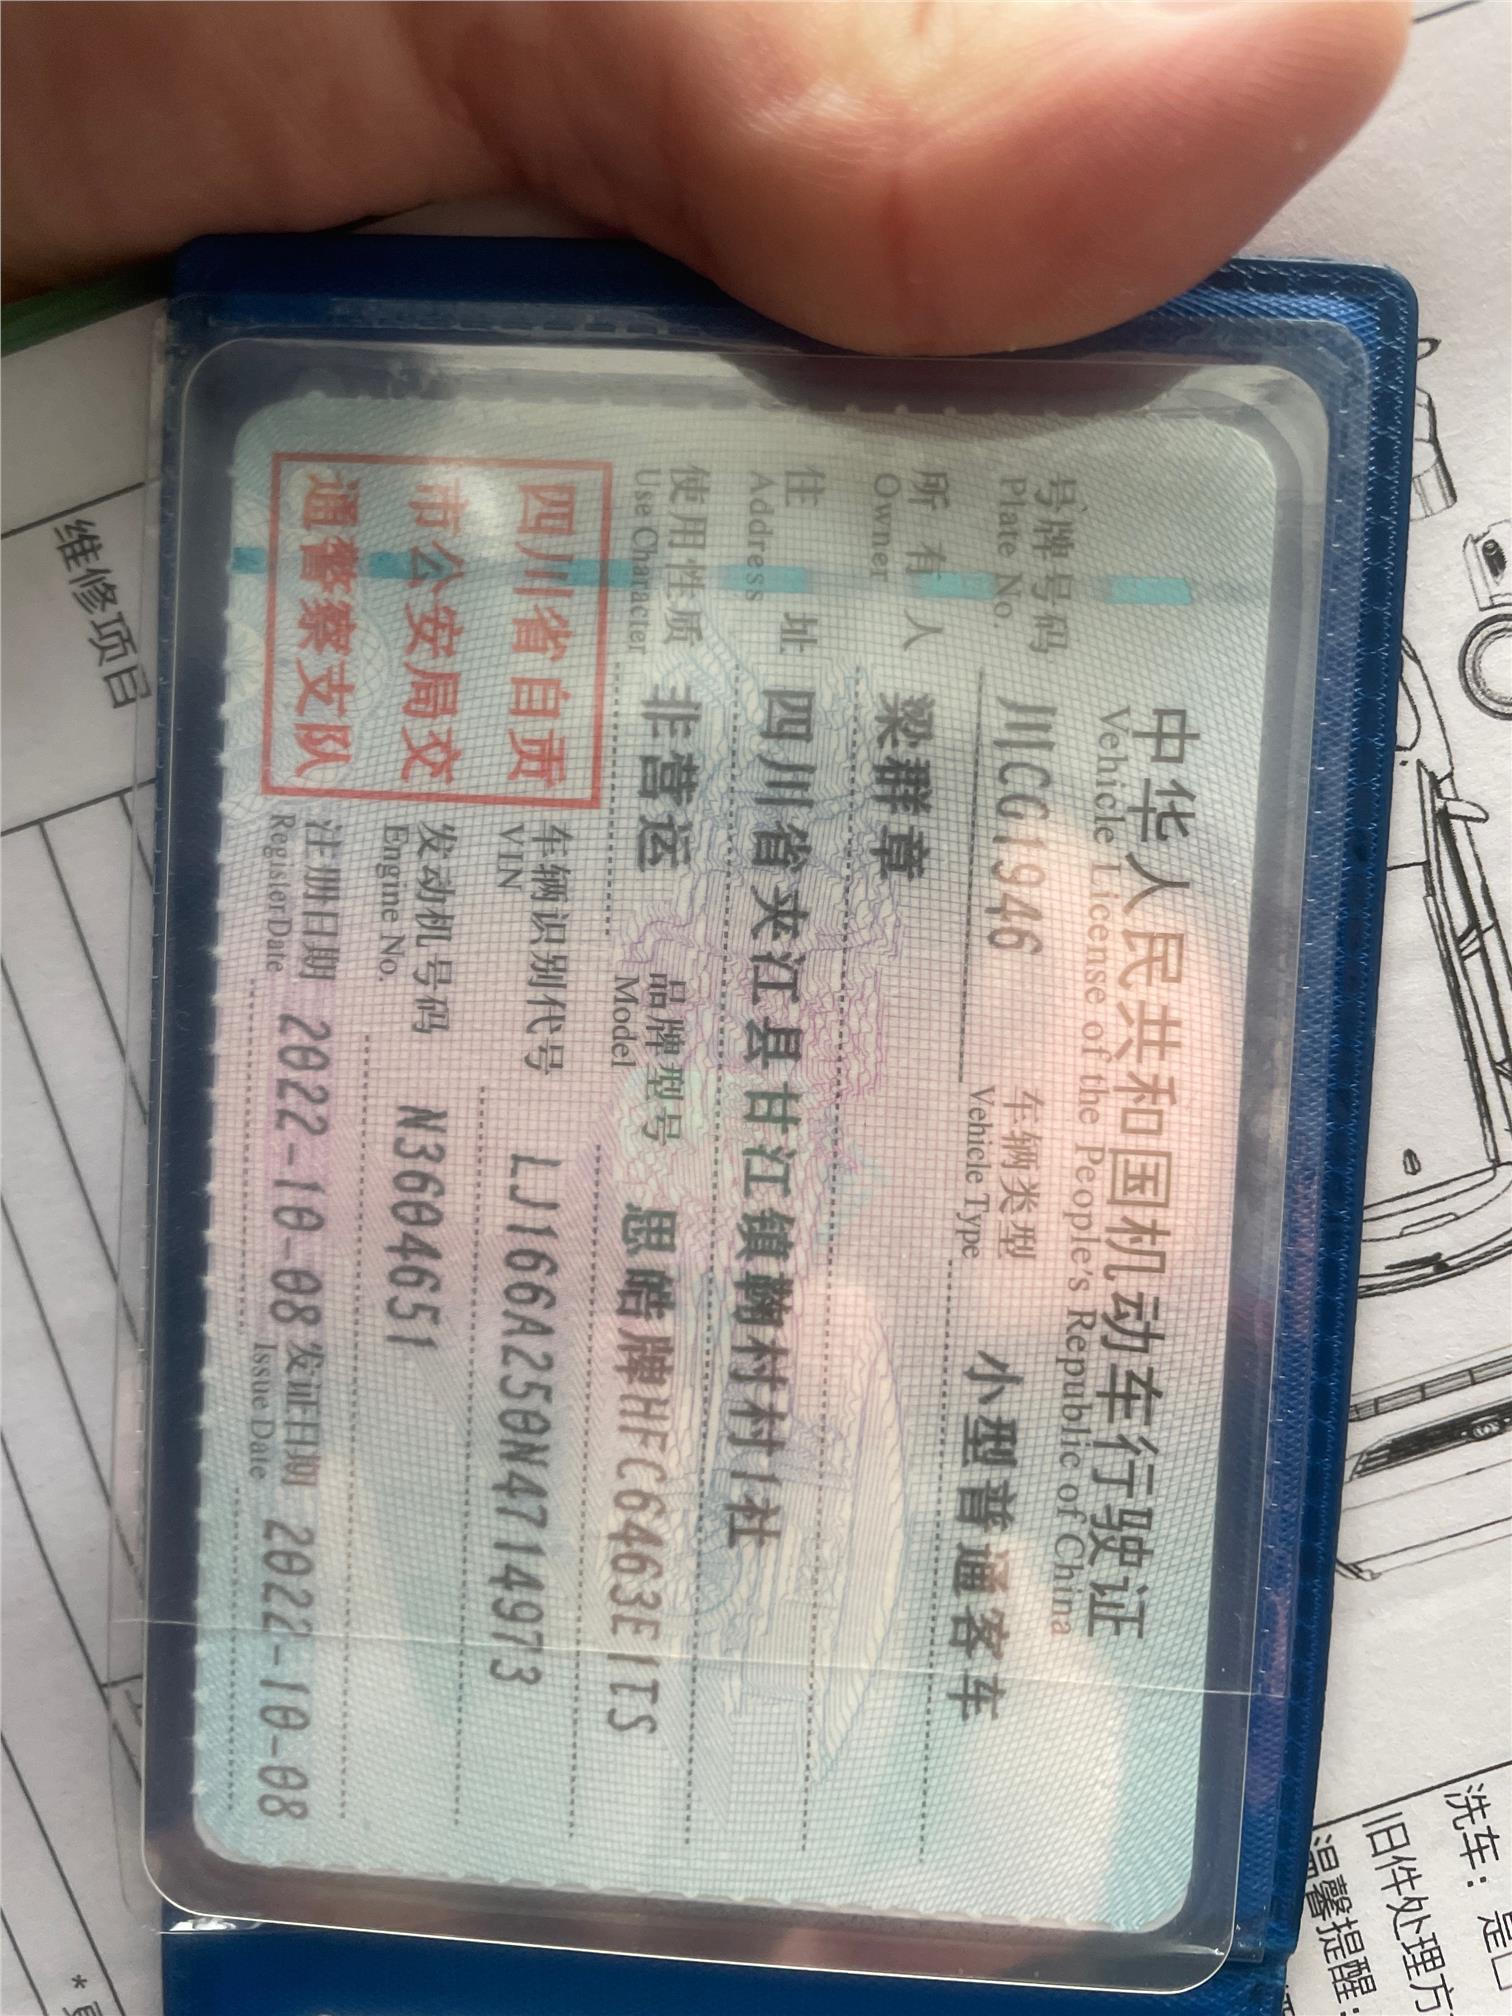 中华人民共和国机动车行驶证
Vehicle License of the People's Republic of China
号牌号码 川CG1946 车辆类型 小型普通客车
Plate No. Vehicle Type
所有人 梁群章
Owner
住址 四川省夹江县甘江镇鞠村村1社
Address
使用性质 非营运 品牌型号 思皓牌HFC6463E1TS
Use Character Model
四川省自贡
市公安局交
通警察支队
车辆识别代号 LJ166A250N4714973
VIN
发动机号码 N3604651
Engine No.
注册日期 2022-10-08 发证日期 2022-10-08
Register Date Issue Date
维修项目
洗车：是
旧件处理方
温馨提醒：